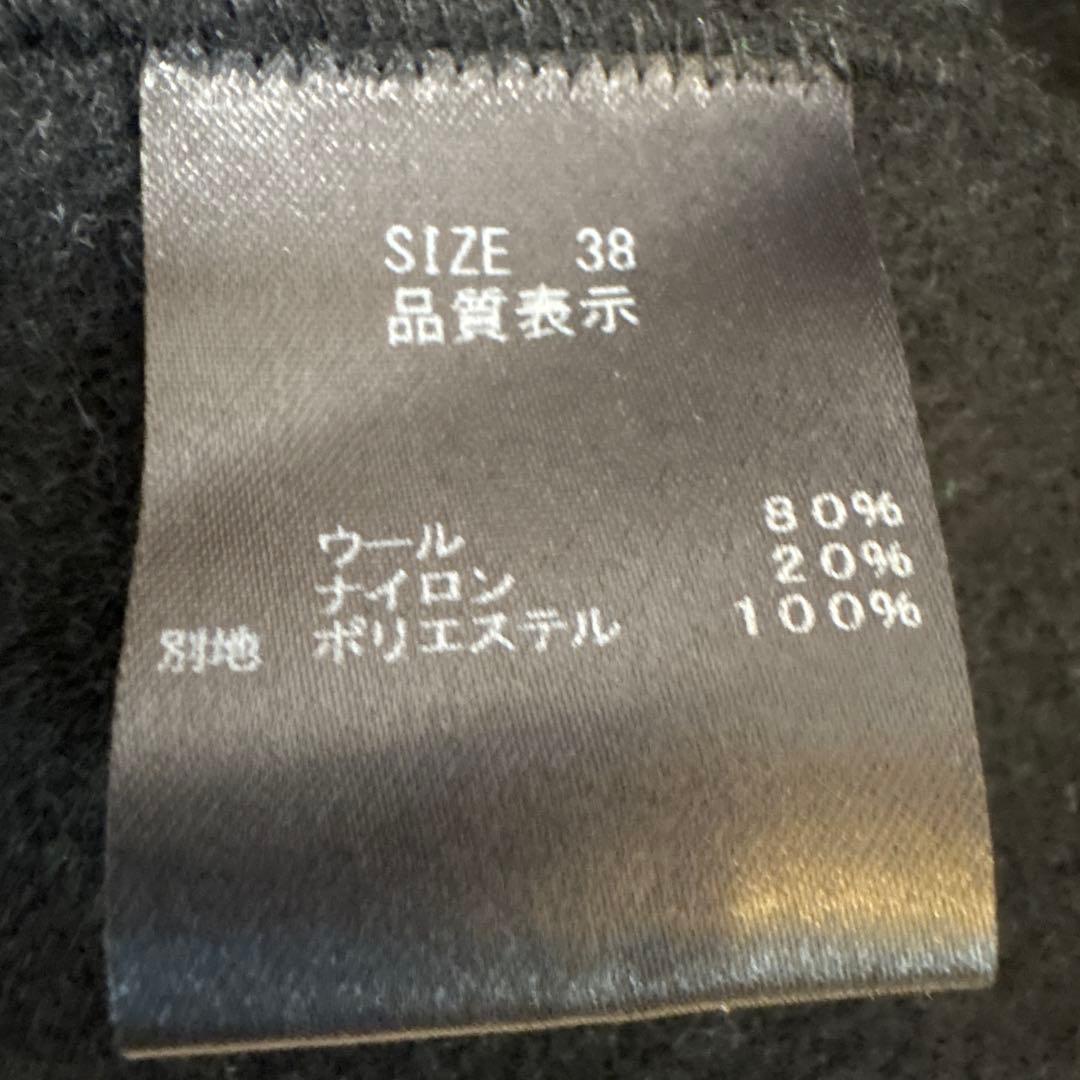 SIZE 38
品質表示
ウール 80%
ナイロン 20%
別地 ポリエステル 100%